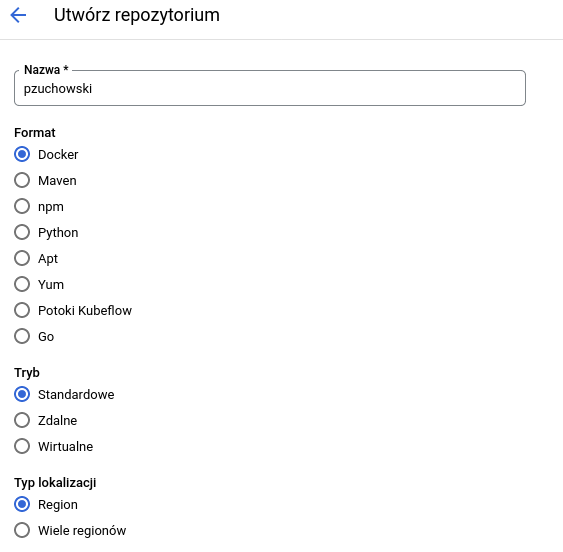 Utwórz repozytorium
Nazwa *
pzuchowski
Format
Docker
Maven
npm
Python
Apt
Yum
Potoki Kubeflow
Go
Tryb
Standardowe
Zdalne
Wirtualne
Typ lokalizacji
Region
Wiele regionów